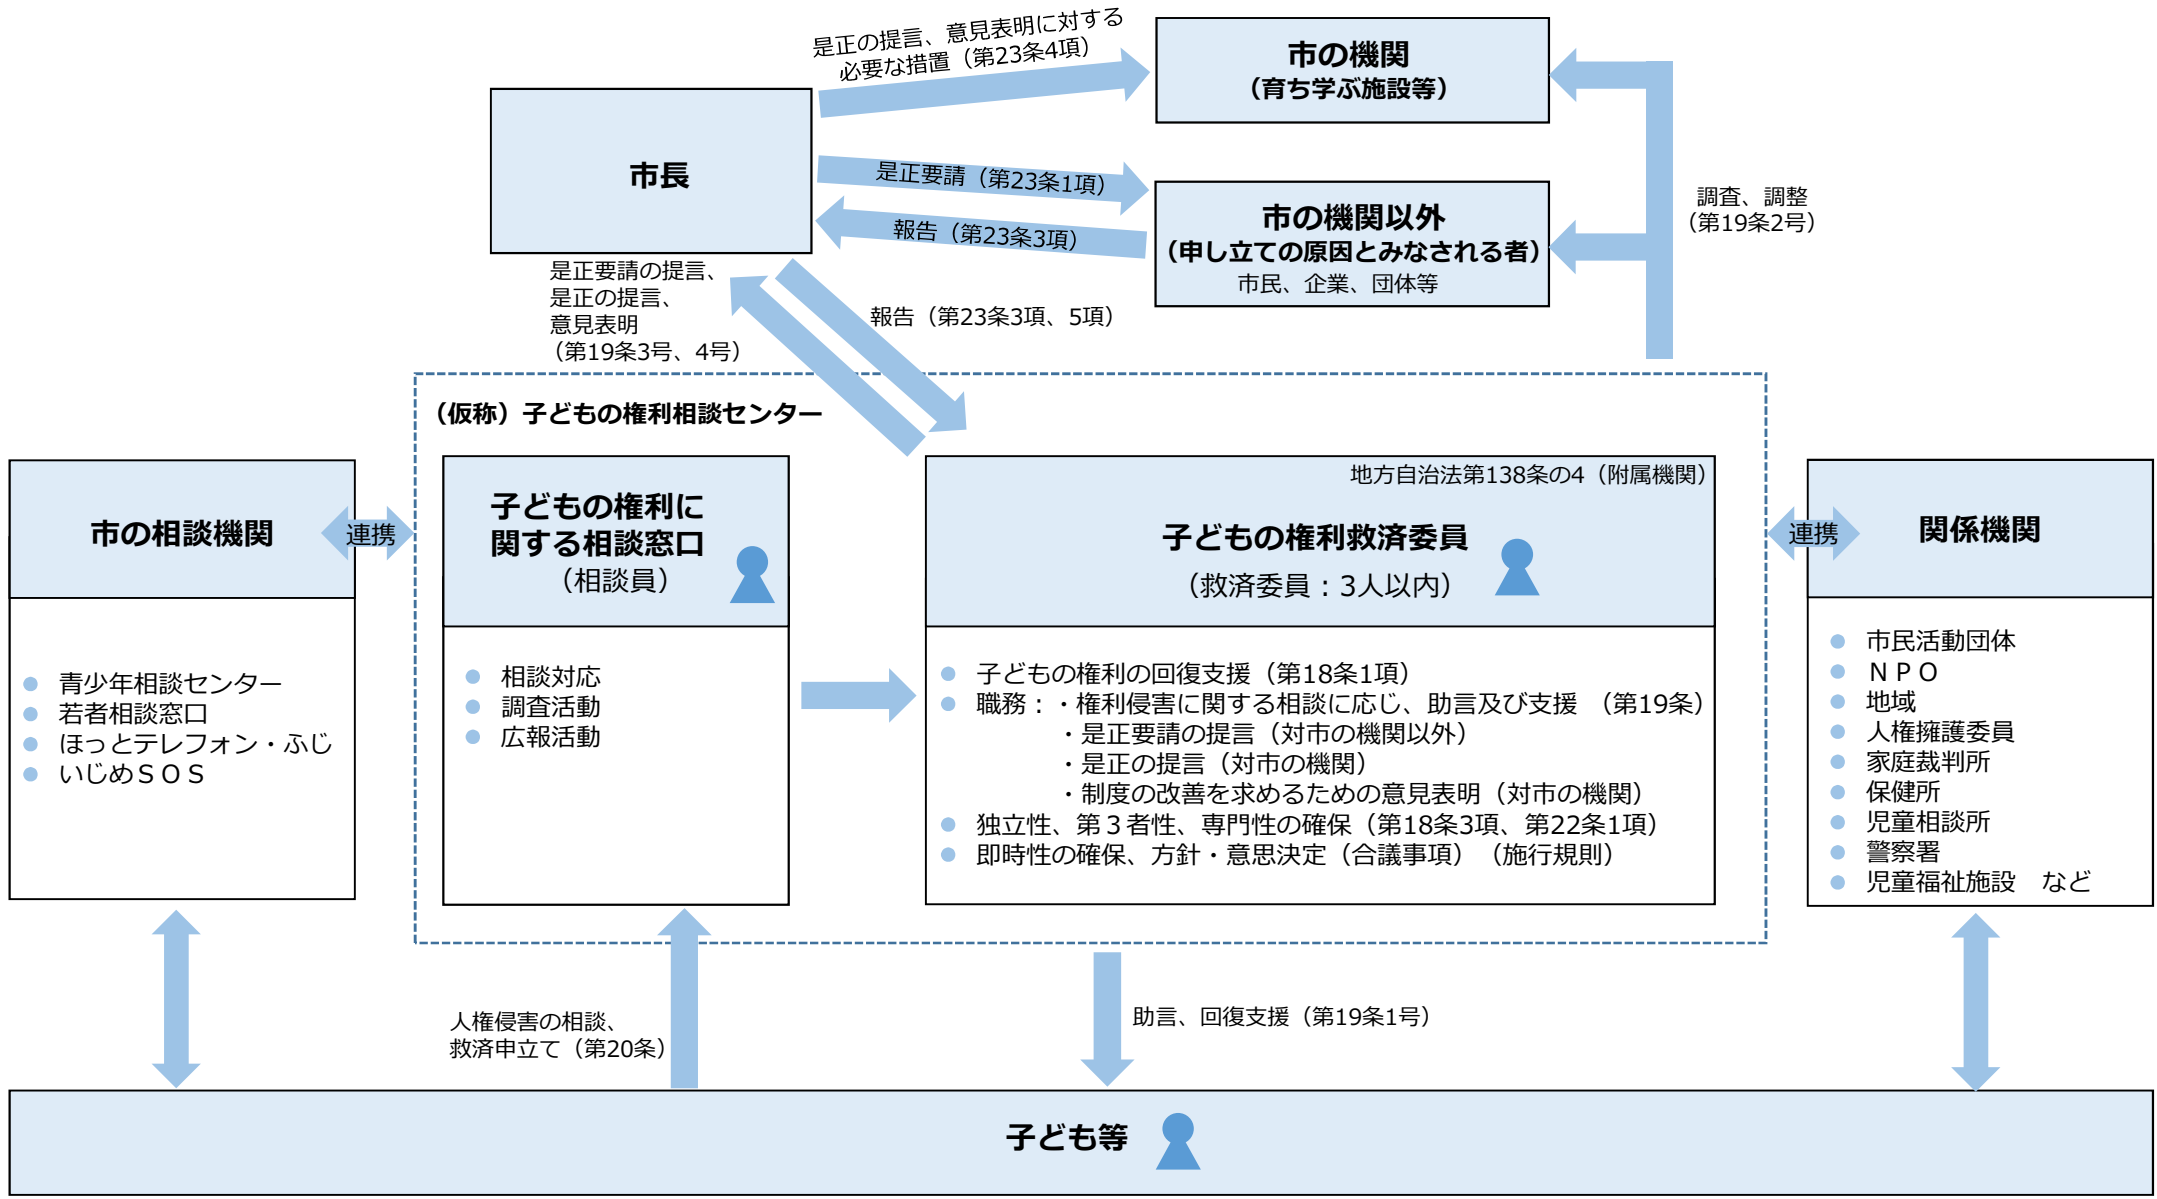 是正の提言、意見表明に対する
必要な措置（第23条4項）
市の機関
（育ち学ぶ施設等）
市長
是正要請（第23条1項）
報告（第23条3項）
市の機関以外
（申し立ての原因とみなされる者）
市民、企業、団体等
調査、調整
（第19条2号）
是正要請の提言、
是正の提言、
意見表明
（第19条3号、4号）
報告（第23条3項、5項）
（仮称）子どもの権利相談センター
市の相談機関
連携
青少年相談センター
若者相談窓口
ほっとテレフォン・ふじ
いじめＳＯＳ
子どもの権利に
関する相談窓口
（相談員）
相談対応
調査活動
広報活動
地方自治法第138条の4（附属機関）
子どもの権利救済委員
（救済委員：3人以内）
子どもの権利の回復支援（第18条1項）
職務：・権利侵害に関する相談に応じ、助言及び支援　（第19条）
・是正要請の提言（対市の機関以外）
・是正の提言（対市の機関）
・制度の改善を求めるための意見表明（対市の機関）
独立性、第３者性、専門性の確保（第18条3項、第22条1項）
即時性の確保、方針・意思決定（合議事項）（施行規則）
連携
関係機関
市民活動団体
ＮＰＯ
地域
人権擁護委員
家庭裁判所
保健所
児童相談所
警察署
児童福祉施設　など
人権侵害の相談、
救済申立て（第20条）
助言、回復支援（第19条1号）
子ども等